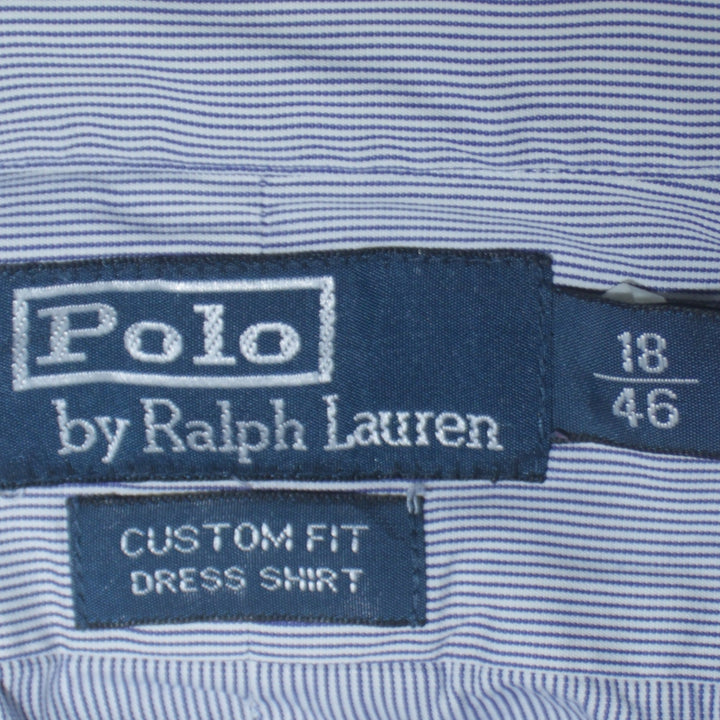 Polo
by Ralph Lauren
18
46
CUSTOM FIT
DRESS SHIRT